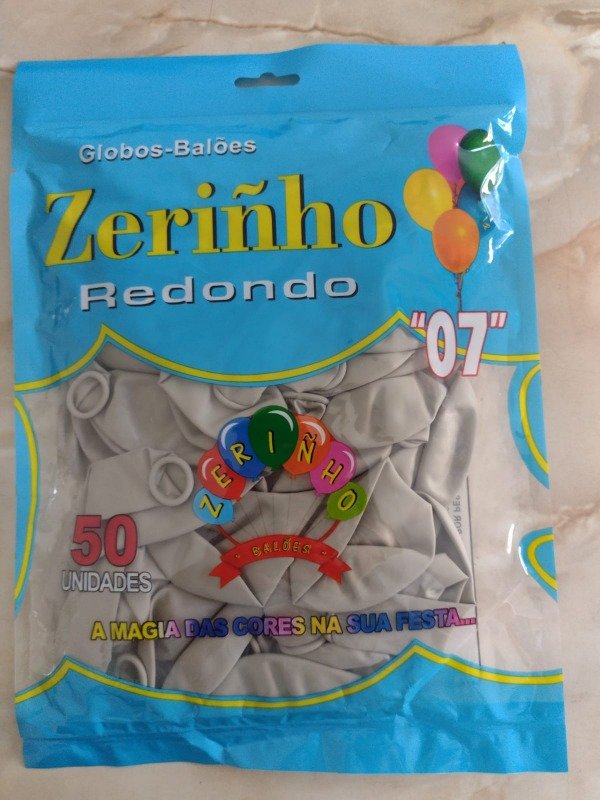 Globos-Balões
Zeriñho
Redondo
"07"
ZERIÑHO
BALÕES
50
UNIDADES
A MAGIA DAS CORES NA SUA FESTA...